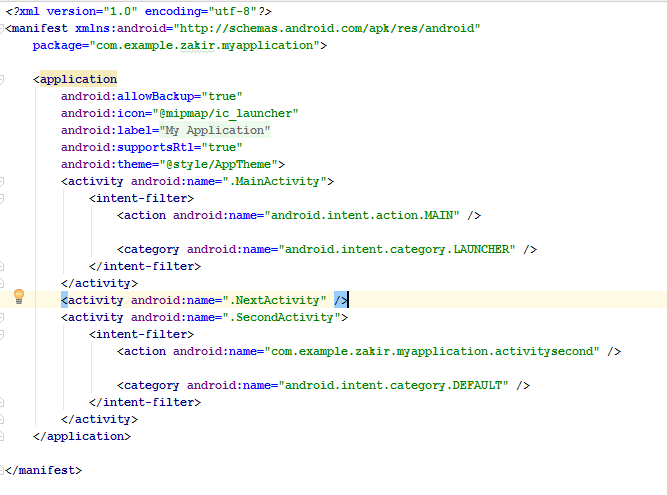 <?xml version="1.0" encoding="utf-8"?>
<manifest xmlns:android="http://schemas.android.com/apk/res/android"
    package="com.example.zakir.myapplication">

    <application
        android:allowBackup="true"
        android:icon="@mipmap/ic_launcher"
        android:label="My Application"
        android:supportsRtl="true"
        android:theme="@style/AppTheme">
        <activity android:name=".MainActivity">
            <intent-filter>
                <action android:name="android.intent.action.MAIN" />

                <category android:name="android.intent.category.LAUNCHER" />
            </intent-filter>
        </activity>
        <activity android:name=".NextActivity" />
        <activity android:name=".SecondActivity">
            <intent-filter>
                <action android:name="com.example.zakir.myapplication.activitysecond" />

                <category android:name="android.intent.category.DEFAULT" />
            </intent-filter>
        </activity>
    </application>

</manifest>